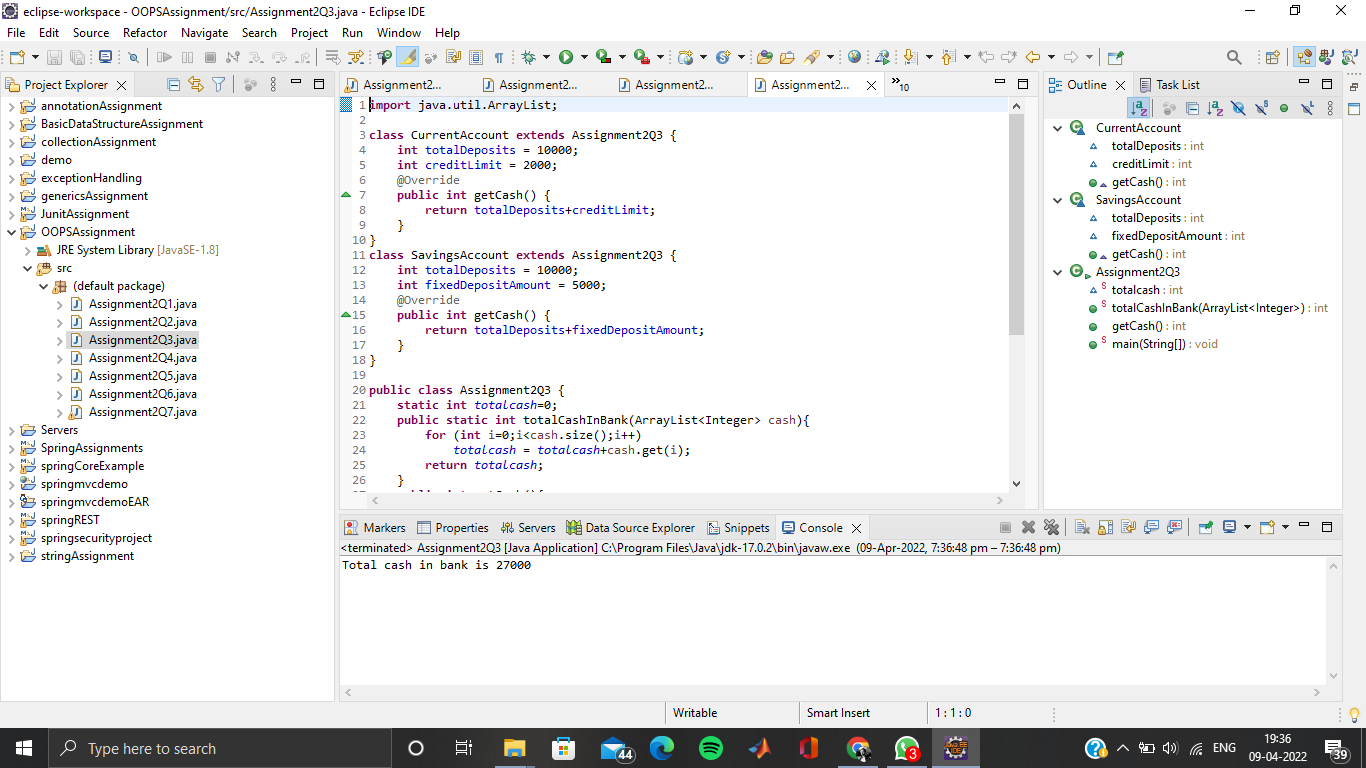 eclipse-workspace - OOPSAssignment/src/Assignment2Q3.java - Eclipse IDE
File Edit Source Refactor Navigate Search Project Run Window Help
Project Explorer
annotationAssignment
BasicDataStructureAssignment
collectionAssignment
demo
exceptionHandling
genericsAssignment
JunitAssignment
OOPSAssignment
JRE System Library [JavaSE-1.8]
src
(default package)
Assignment2Q1.java
Assignment2Q2.java
Assignment2Q3.java
Assignment2Q4.java
Assignment2Q5.java
Assignment2Q6.java
Assignment2Q7.java
Servers
SpringAssignments
springCoreExample
springmvcdemo
springmvcdemoEAR
springREST
springsecurityproject
stringAssignment
Assignment2... Assignment2... Assignment2... Assignment2... »10
1 import java.util.ArrayList;
2
3 class CurrentAccount extends Assignment2Q3 {
4 int totalDeposits = 10000;
5 int creditLimit = 2000;
6 @Override
7 public int getCash() {
8 return totalDeposits+creditLimit;
9 }
10 }
11 class SavingsAccount extends Assignment2Q3 {
12 int totalDeposits = 10000;
13 int fixedDepositAmount = 5000;
14 @Override
15 public int getCash() {
16 return totalDeposits+fixedDepositAmount;
17 }
18 }
19
20 public class Assignment2Q3 {
21 static int totalcash=0;
22 public static int totalCashInBank(ArrayList<Integer> cash){
23 for (int i=0;i<cash.size();i++)
24 totalcash = totalcash+cash.get(i);
25 return totalcash;
26 }
Outline Task List
CurrentAccount
totalDeposits : int
creditLimit : int
getCash() : int
SavingsAccount
totalDeposits : int
fixedDepositAmount : int
getCash() : int
Assignment2Q3
totalcash : int
totalCashInBank(ArrayList<Integer>) : int
getCash() : int
main(String[]) : void
Markers Properties Servers Data Source Explorer Snippets Console
<terminated> Assignment2Q3 [Java Application] C:\Program Files\Java\jdk-17.0.2\bin\javaw.exe (09-Apr-2022, 7:36:48 pm – 7:36:48 pm)
Total cash in bank is 27000
Writable Smart Insert 1 : 1 : 0
Type here to search
44
3
ENG
19:36
09-04-2022
39